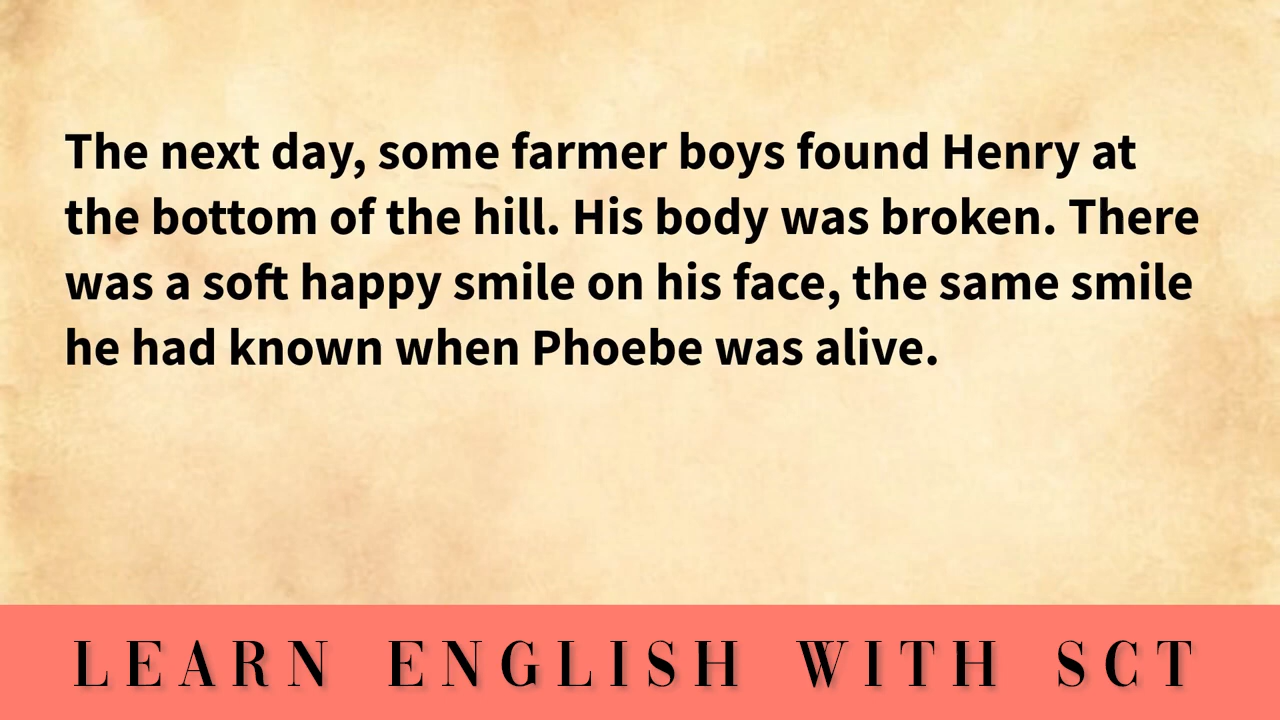 The next day, some farmer boys found Henry at
the bottom of the hill. His body was broken. There
was a soft happy smile on his face, the same smile
he had known when Phoebe was alive.
LEARN ENGLISH WITH SCT